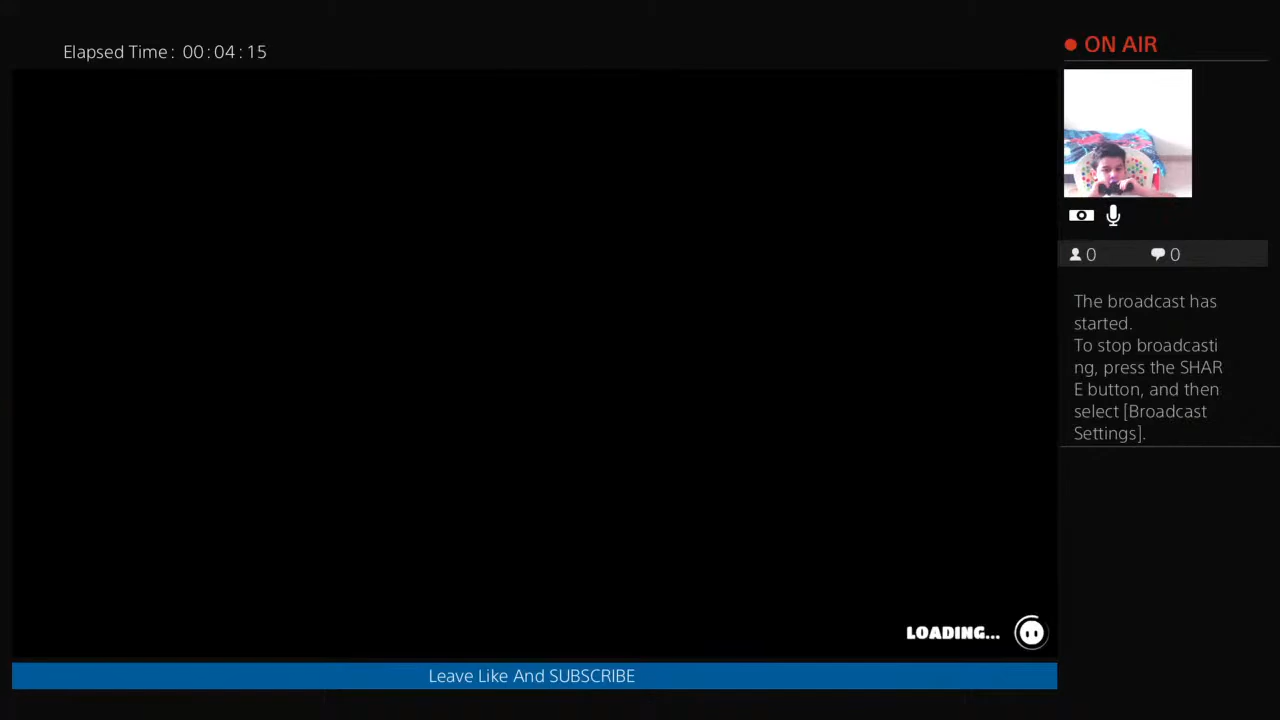 Elapsed Time: 00:04:15
ON AIR
0 0
The broadcast has
started.
To stop broadcasti
ng, press the SHAR
E button, and then
select [Broadcast
Settings].
LOADING...
Leave Like And SUBSCRIBE